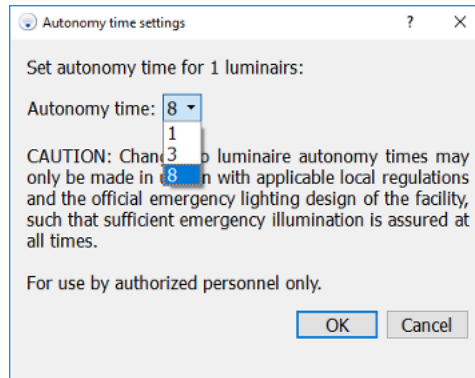 Autonomy time settings
?
Set autonomy time for 1 luminairs:
Autonomy time: 8
1
3
8
CAUTION: Chan o luminaire autonomy times may
only be made in n with applicable local regulations
and the official emergency lighting design of the facility,
such that sufficient emergency illumination is assured at
all times.
For use by authorized personnel only.
OK Cancel